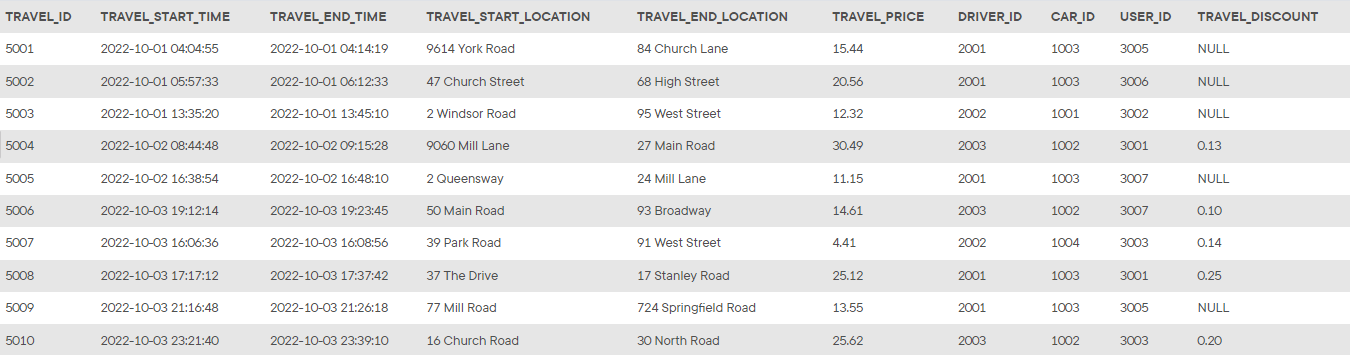 TRAVEL_ID TRAVEL_START_TIME TRAVEL_END_TIME TRAVEL_START_LOCATION TRAVEL_END_LOCATION TRAVEL_PRICE DRIVER_ID CAR_ID USER_ID TRAVEL_DISCOUNT
5001 2022-10-01 04:04:55 2022-10-01 04:14:19 9614 York Road 84 Church Lane 15.44 2001 1003 3005 NULL
5002 2022-10-01 05:57:33 2022-10-01 06:12:33 47 Church Street 68 High Street 20.56 2001 1003 3006 NULL
5003 2022-10-01 13:35:20 2022-10-01 13:45:10 2 Windsor Road 95 West Street 12.32 2002 1001 3002 NULL
5004 2022-10-02 08:44:48 2022-10-02 09:15:28 9060 Mill Lane 27 Main Road 30.49 2003 1002 3001 0.13
5005 2022-10-02 16:38:54 2022-10-02 16:48:10 2 Queensway 24 Mill Lane 11.15 2001 1003 3007 NULL
5006 2022-10-03 19:12:14 2022-10-03 19:23:45 50 Main Road 93 Broadway 14.61 2003 1002 3007 0.10
5007 2022-10-03 16:06:36 2022-10-03 16:08:56 39 Park Road 91 West Street 4.41 2002 1004 3003 0.14
5008 2022-10-03 17:17:12 2022-10-03 17:37:42 37 The Drive 17 Stanley Road 25.12 2001 1003 3001 0.25
5009 2022-10-03 21:16:48 2022-10-03 21:26:18 77 Mill Road 724 Springfield Road 13.55 2001 1003 3005 NULL
5010 2022-10-03 23:21:40 2022-10-03 23:39:10 16 Church Road 30 North Road 25.62 2003 1002 3003 0.20